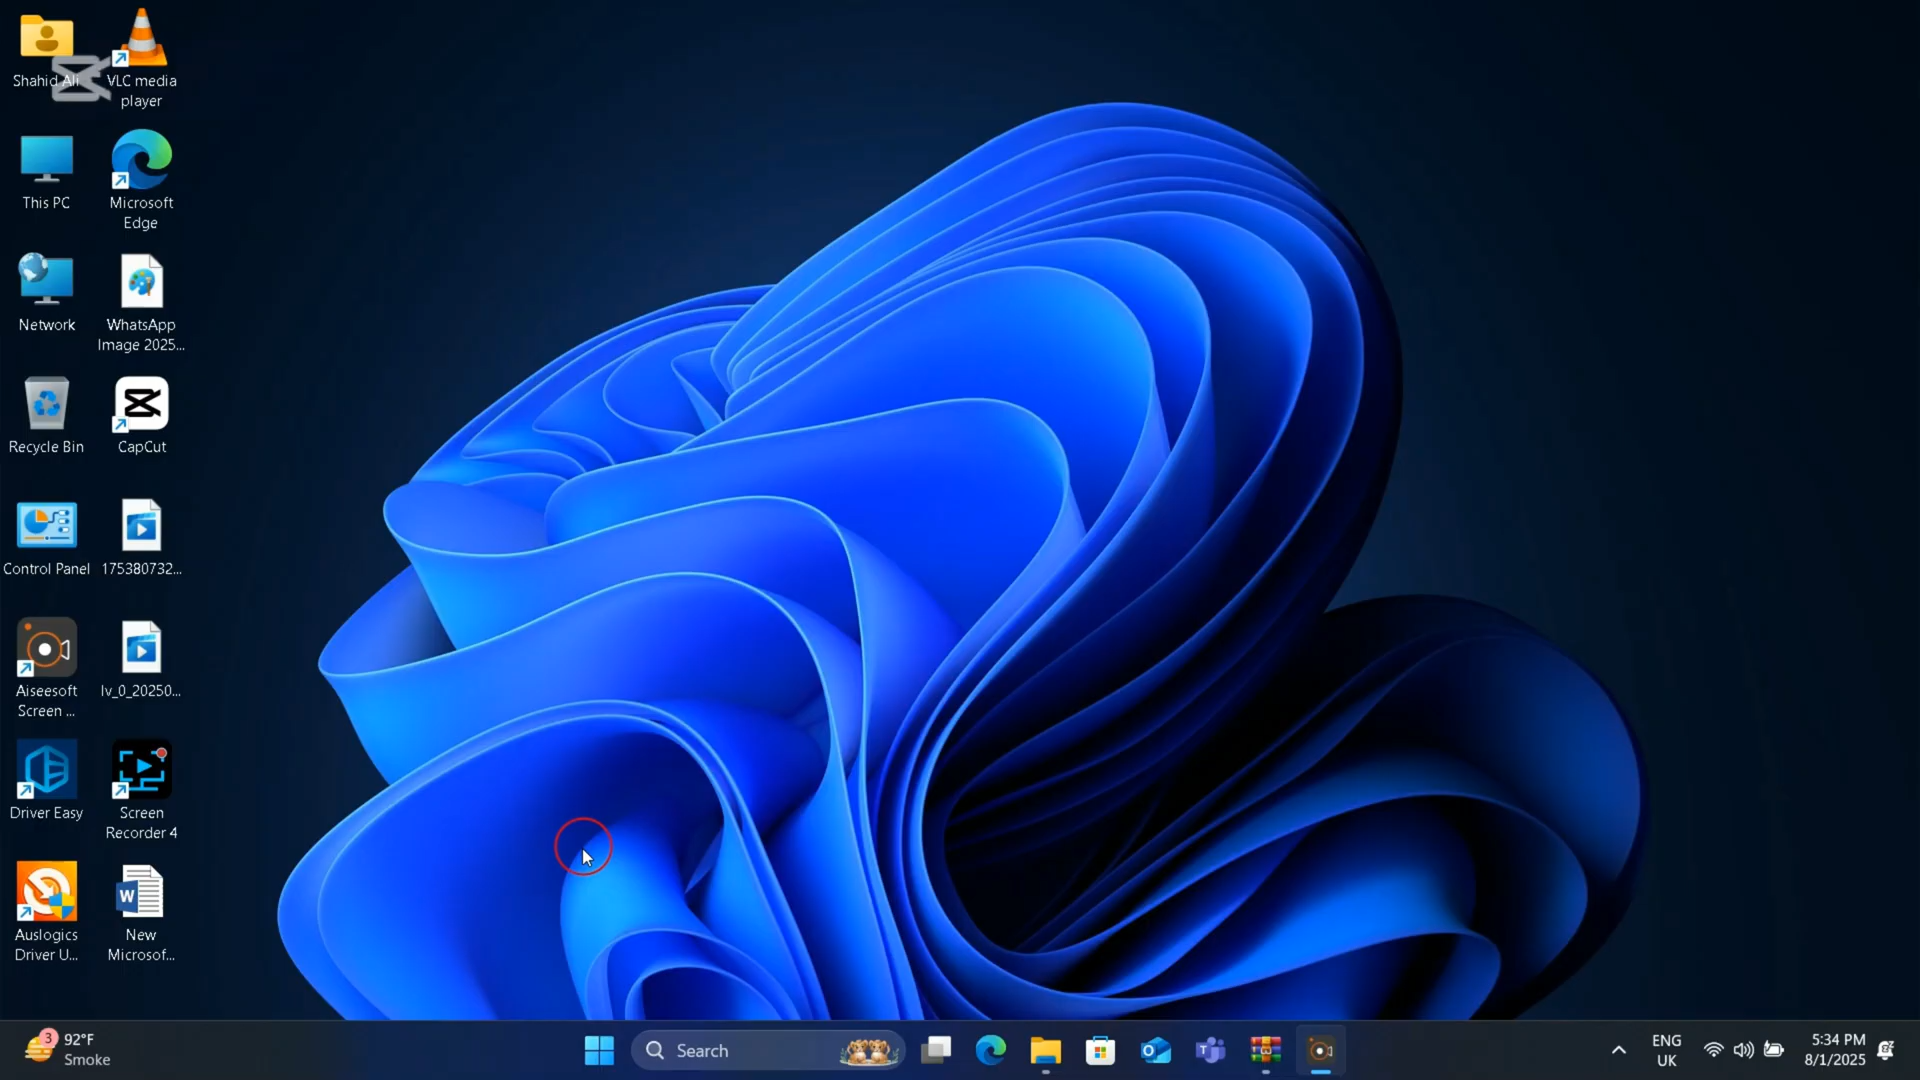 Shahid Ali
VLC media
player
This PC
Microsoft
Edge
Network
WhatsApp
Image 2025...
Recycle Bin
CapCut
Control Panel
175380732...
Aiseesoft
Screen ...
lv_0_20250...
Driver Easy
Screen
Recorder 4
Auslogics
Driver U...
New
Microsof...
3
92°F
Smoke
Search
ENG
UK
5:34 PM
8/1/2025